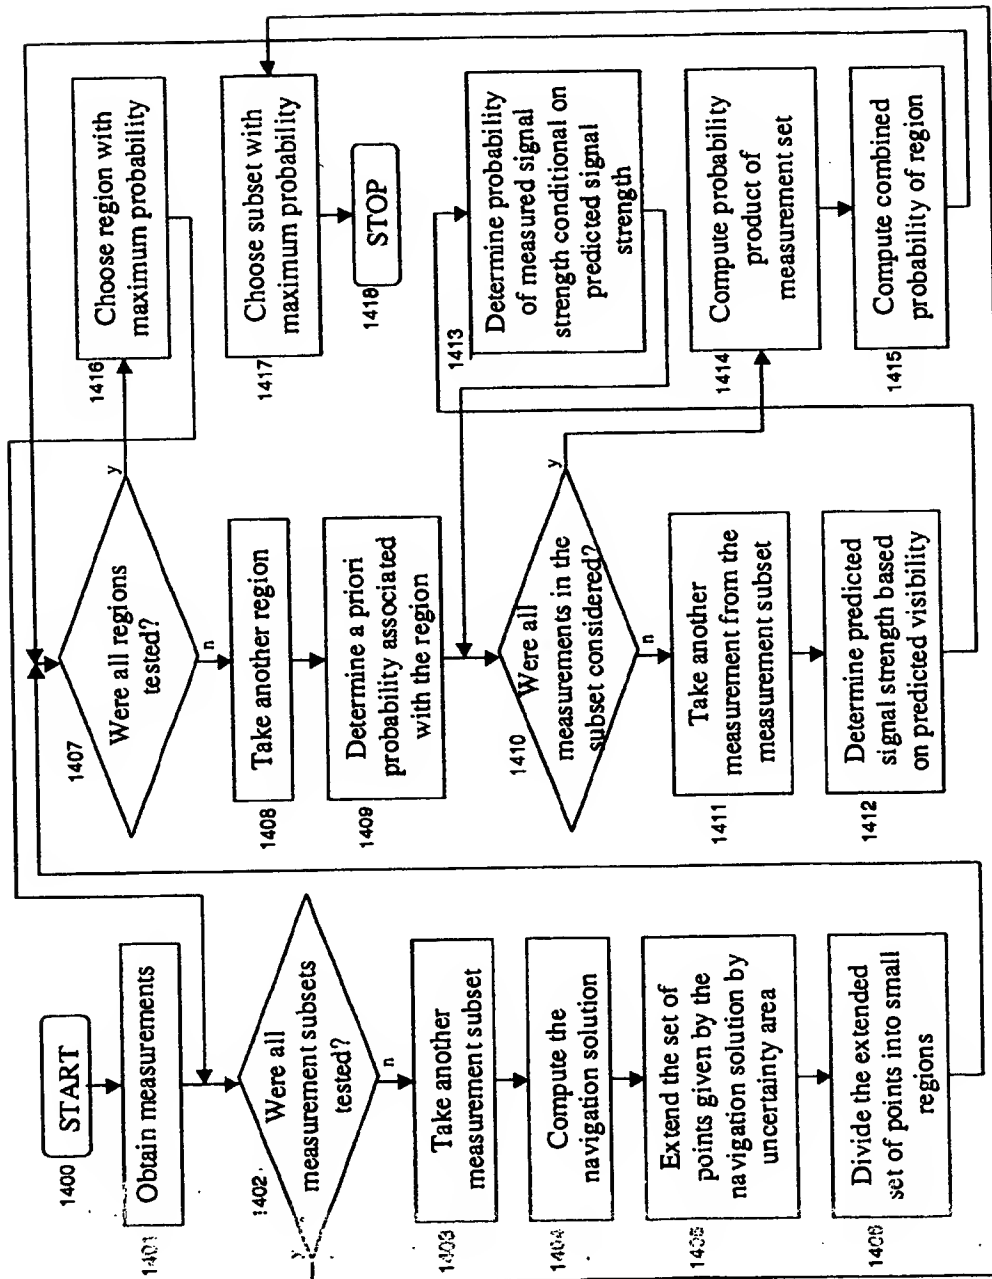 1400
START
1401
Obtain measurements
1402
Were all
measurement subsets
tested?
y
n
1403
Take another
measurement subset
1404
Compute the
navigation solution
1405
Extend the set of
points given by the
navigation solution by
uncertainty area
1406
Divide the extended
set of points into small
regions
1407
Were all regions
tested?
y
n
1408
Take another region
1409
Determine a priori
probability associated
with the region
1410
Were all
measurements in the
subset considered?
y
n
1411
Take another
measurement from the
measurement subset
1412
Determine predicted
signal strength based
on predicted visibility
1416
Choose region with
maximum probability
1417
Choose subset with
maximum probability
1418
STOP
1413
Determine probability
of measured signal
strength conditional on
predicted signal
strength
1414
Compute probability
product of
measurement set
1415
Compute combined
probability of region